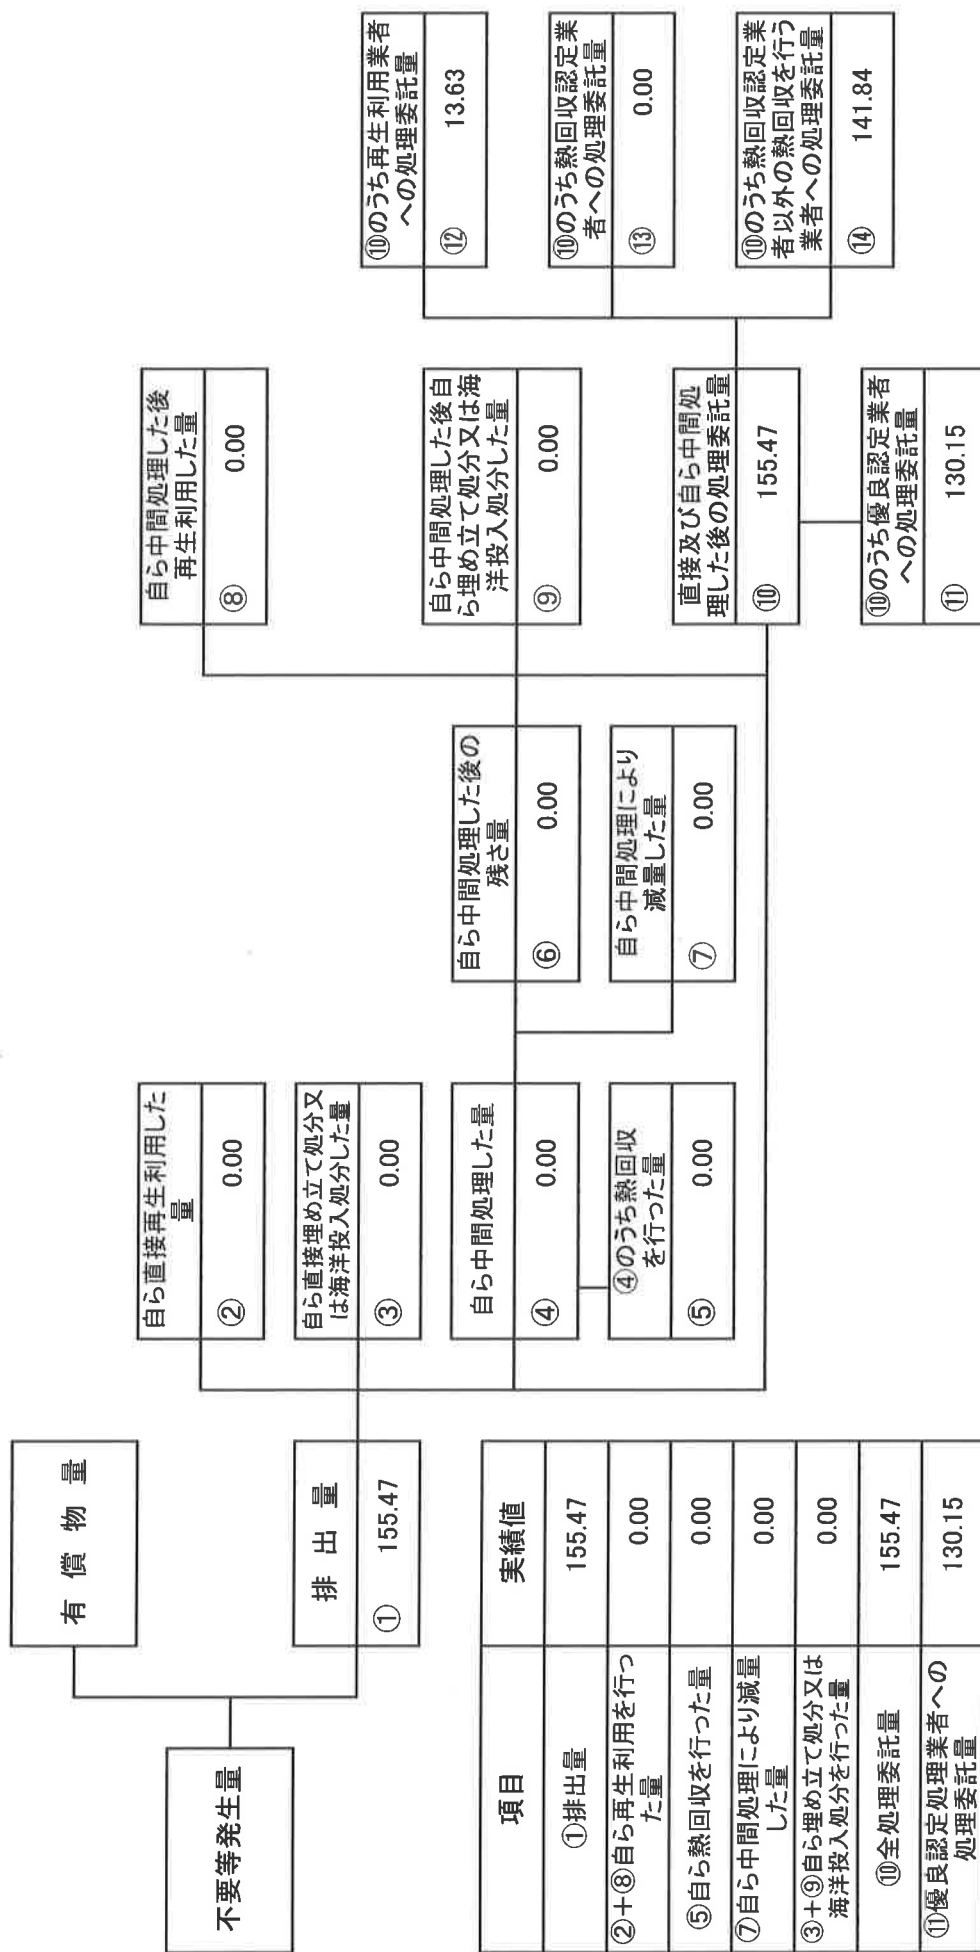 有償物量
不要等発生量
排出量
① 155.47
自ら直接再生利用した
量
② 0.00
自ら直接埋め立て処分又
は海洋投入処分した量
③ 0.00
自ら中間処理した量
④ 0.00
④のうち熱回収
を行った量
⑤ 0.00
自ら中間処理した後の
残さ量
⑥ 0.00
自ら中間処理により
減量した量
⑦ 0.00
自ら中間処理した後
再生利用した量
⑧ 0.00
自ら中間処理した後自
ら埋め立て処分又は海
洋投入処分した量
⑨ 0.00
直接及び自ら中間処
理した後の処理委託量
⑩ 155.47
⑩のうち優良認定業者
への処理委託量
⑪ 130.15
⑩のうち再生利用業者
への処理委託量
⑫ 13.63
⑩のうち熱回収認定業
者への処理委託量
⑬ 0.00
⑩のうち熱回収認定業
者以外の熱回収を行う
業者への処理委託量
⑭ 141.84
項目 実績値
①排出量 155.47
②+⑧自ら再生利用を行っ
た量 0.00
⑤自ら熱回収を行った量 0.00
⑦自ら中間処理により減量
した量 0.00
③+⑨自ら埋め立て処分又は
海洋投入処分を行った量 0.00
⑩全処理委託量 155.47
⑪優良認定処理業者への
処理委託量 130.15